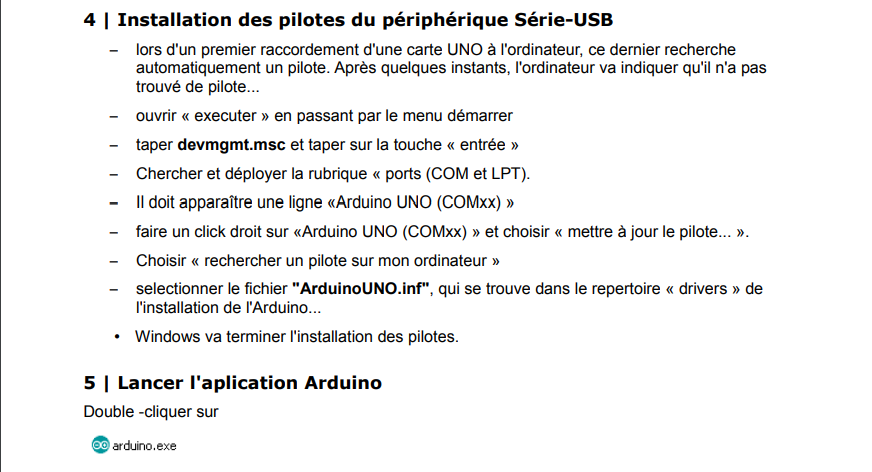 4 | Installation des pilotes du périphérique Série-USB
– lors d'un premier raccordement d'une carte UNO à l'ordinateur, ce dernier recherche
automatiquement un pilote. Après quelques instants, l'ordinateur va indiquer qu'il n'a pas
trouvé de pilote...
– ouvrir « executer » en passant par le menu démarrer
– taper devmgmt.msc et taper sur la touche « entrée »
– Chercher et déployer la rubrique « ports (COM et LPT).
– Il doit apparaître une ligne «Arduino UNO (COMxx) »
– faire un click droit sur «Arduino UNO (COMxx) » et choisir « mettre à jour le pilote... ».
– Choisir « rechercher un pilote sur mon ordinateur »
– selectionner le fichier "ArduinoUNO.inf", qui se trouve dans le repertoire « drivers » de
l'installation de l'Arduino...
• Windows va terminer l'installation des pilotes.
5 | Lancer l'aplication Arduino
Double -cliquer sur
arduino.exe